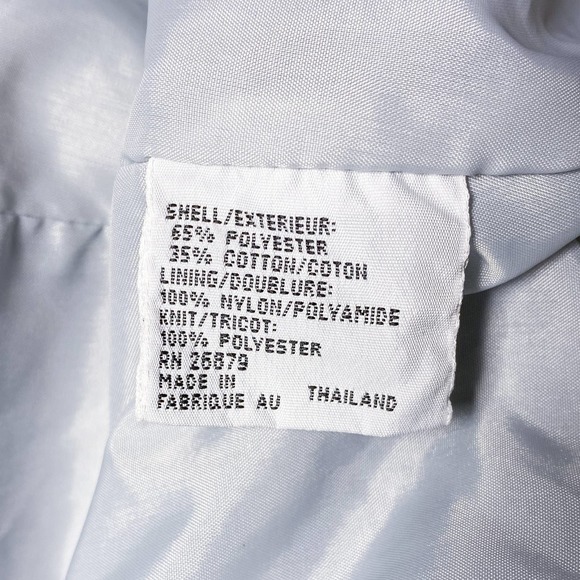 SHELL/EXTERIEUR:
65% POLYESTER
35% COTTON/COTON
LINING/DOUBLURE:
100% NYLON/POLYAMIDE
KNIT/TRICOT:
100% POLYESTER
RN 26879
MADE IN
FABRIQUE AU THAILAND